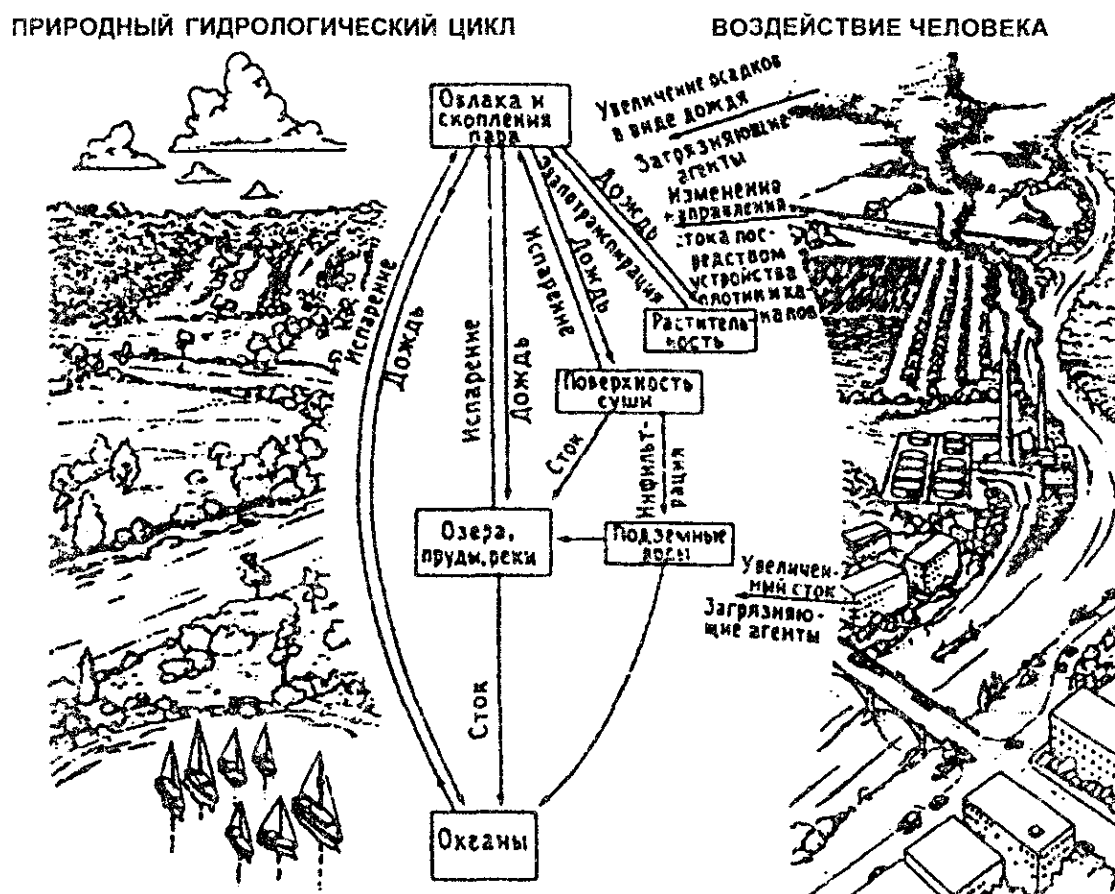 ПРИРОДНЫЙ ГИДРОЛОГИЧЕСКИЙ ЦИКЛ
ВОЗДЕЙСТВИЕ ЧЕЛОВЕКА
Облака и
скопления
пара
Увеличение осадков
в виде дождя
Загрязняющие
агенты
Изменение
направления
стока пос-
редством
устройства
плотин и ка-
налов
Испарение
Дождь
Испарение
Дождь
Испарение
Дождь
Эвапотранспирация
Дождь
Раститель
ность
Поверхность
суши
Сток
Инфильт-
рация
Озера,
пруды, реки
Подземные
воды
Увеличен-
ный сток
Загрязняю-
щие агенты
Сток
Океаны